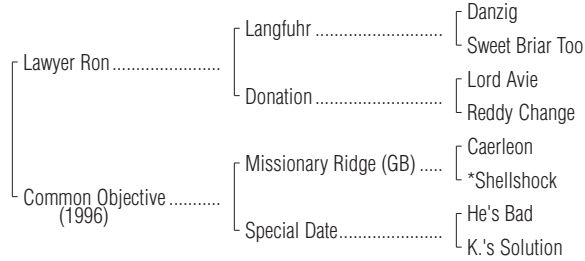 Danzig
Langfuhr ................................
Sweet Briar Too
Lawyer Ron ...........................
Lord Avie
Donation ................................
Reddy Change
Caerleon
Missionary Ridge (GB) .....
*Shellshock
Common Objective ............
(1996)
He's Bad
Special Date..........................
K.'s Solution